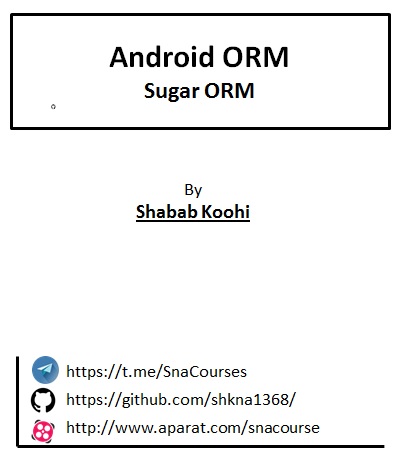 Android ORM
Sugar ORM
By
Shabab Koohi
https://t.me/SnaCourses
https://github.com/shkna1368/
http://www.aparat.com/snacourse